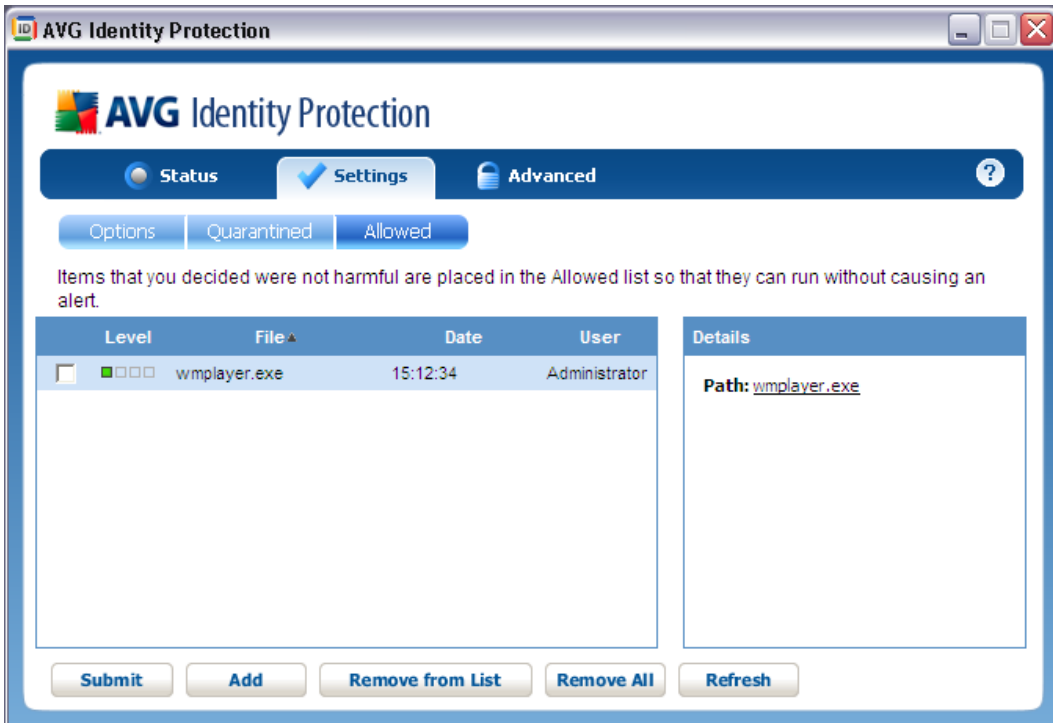 ID AVG Identity Protection
AVG Identity Protection
Status Settings Advanced ?
Options Quarantined Allowed
Items that you decided were not harmful are placed in the Allowed list so that they can run without causing an
alert.
Level File Date User Details
wmplayer.exe 15:12:34 Administrator
Path: wmplayer.exe
Submit Add Remove from List Remove All Refresh